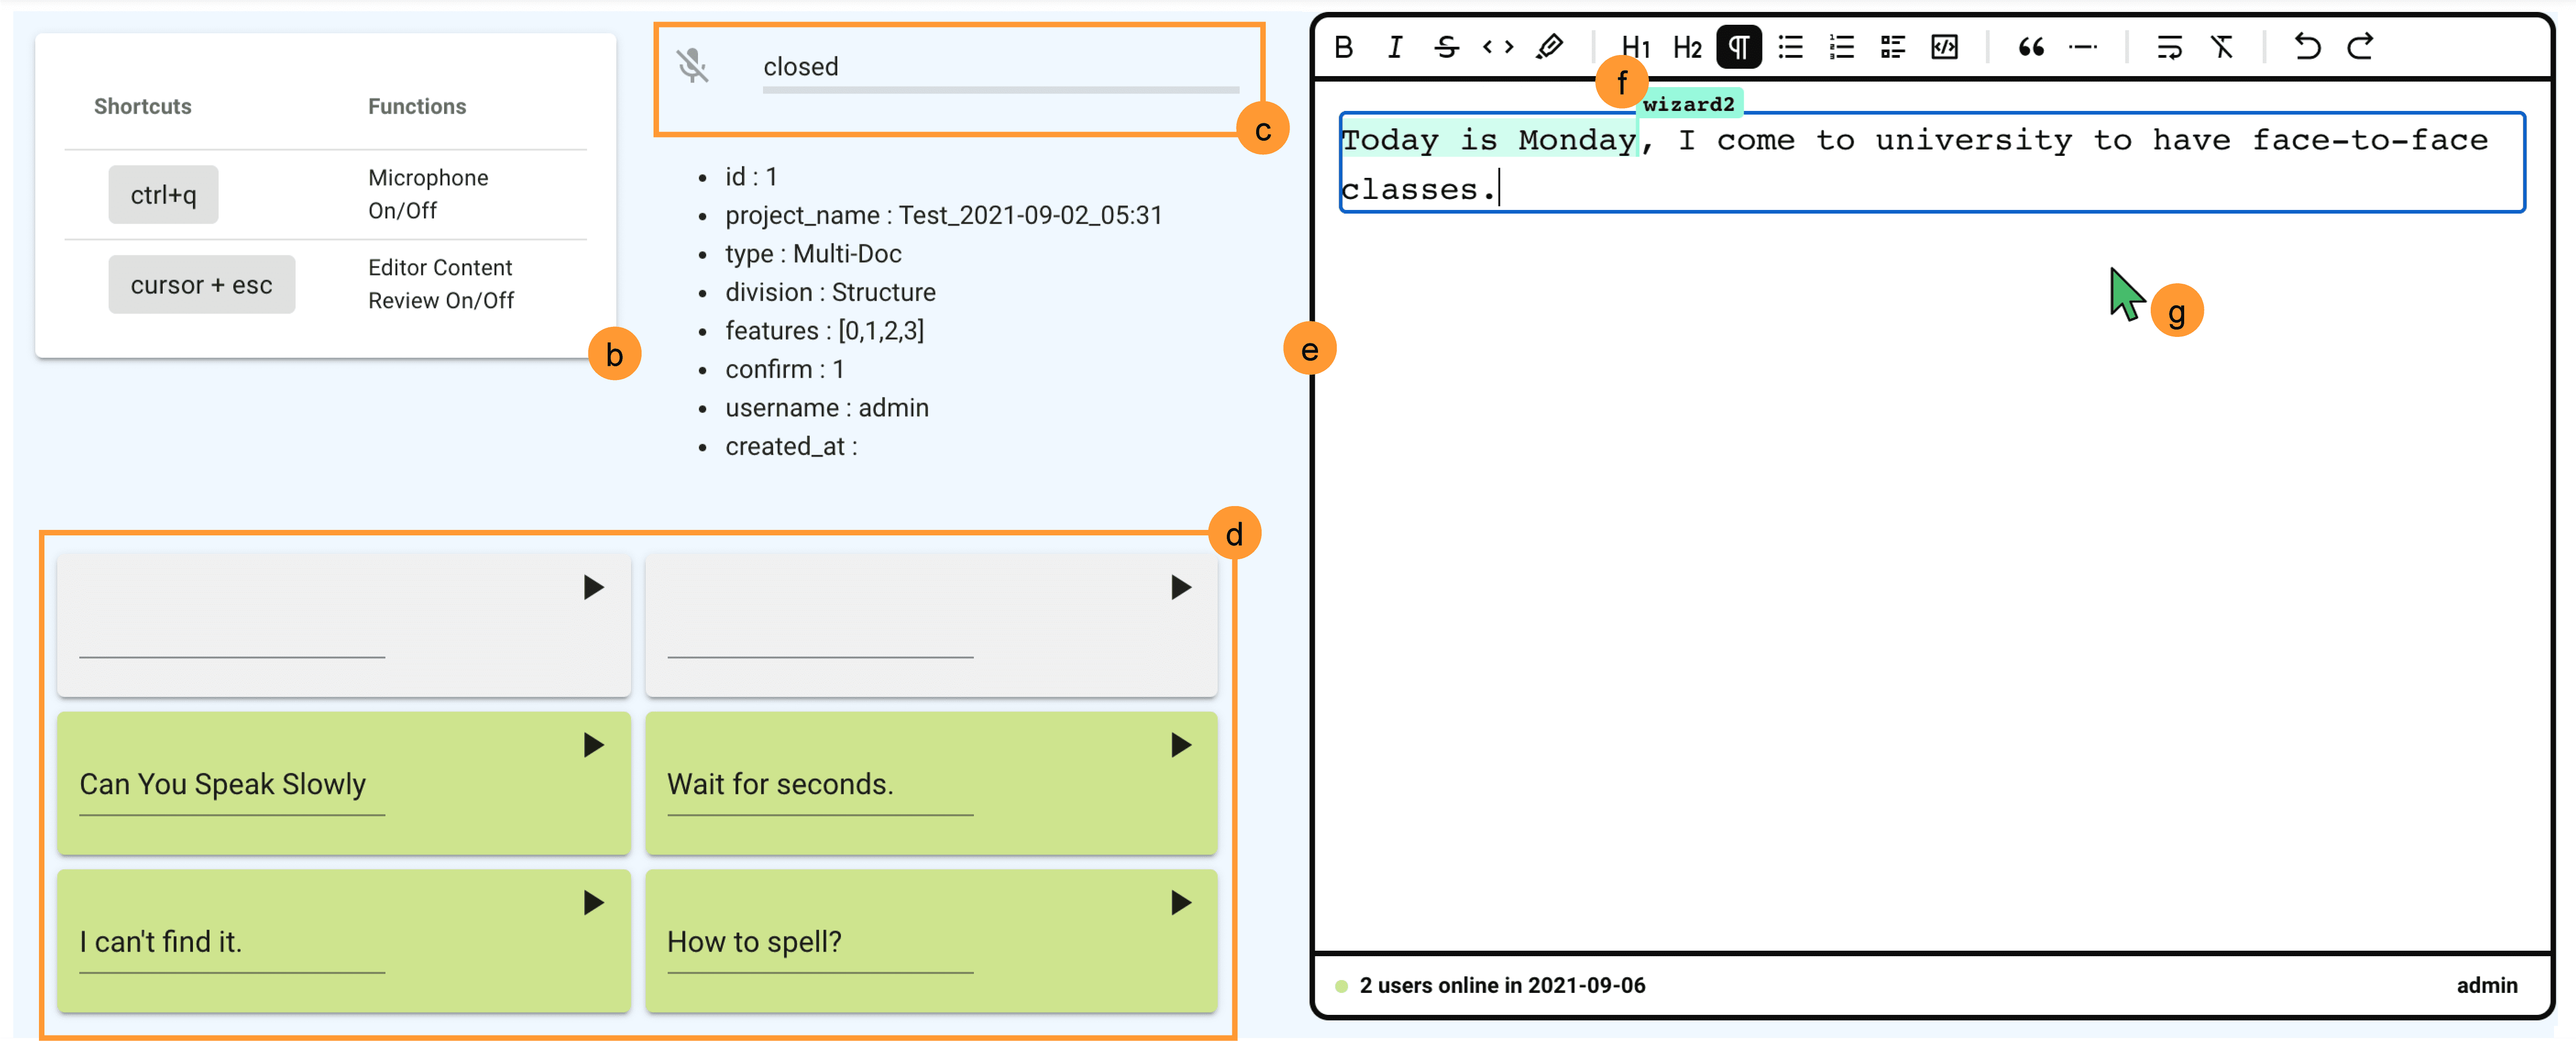 Shortcuts Functions
ctrl+q Microphone
On/Off
cursor + esc Editor Content
Review On/Off
b
closed
c
• id : 1
• project_name : Test_2021-09-02_05:31
• type : Multi-Doc
• division : Structure
• features : [0,1,2,3]
• confirm : 1
• username : admin
• created_at :
d
Can You Speak Slowly
Wait for seconds.
I can't find it.
How to spell?
e
B I S <> H1 H2 ¶
f
wizard2
Today is Monday, I come to university to have face-to-face
classes.
g
2 users online in 2021-09-06 admin